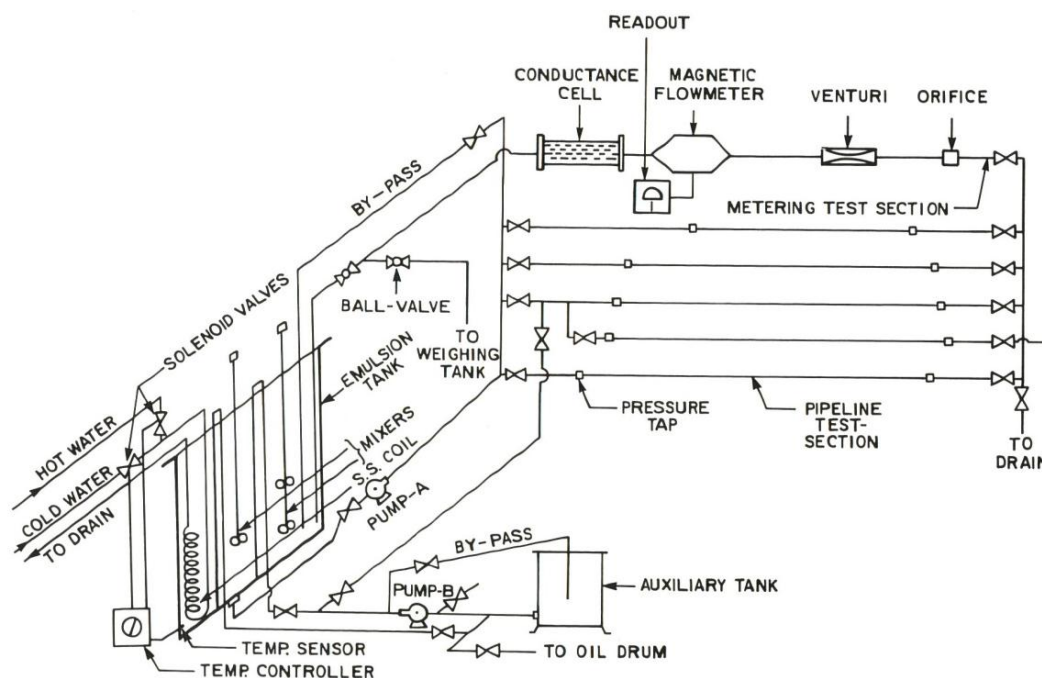 READOUT
CONDUCTANCE
CELL
MAGNETIC
FLOWMETER
VENTURI
ORIFICE
BY-PASS
METERING TEST SECTION
SOLENOID VALVES
BALL-VALVE
TO
WEIGHING
TANK
EMULSION
TANK
PRESSURE
TAP
PIPELINE
TEST-
SECTION
TO
DRAIN
HOT WATER
COLD WATER
TO DRAIN
MIXERS
S.S. COIL
PUMP-A
BY-PASS
PUMP-B
AUXILIARY TANK
TO OIL DRUM
TEMP. SENSOR
TEMP. CONTROLLER